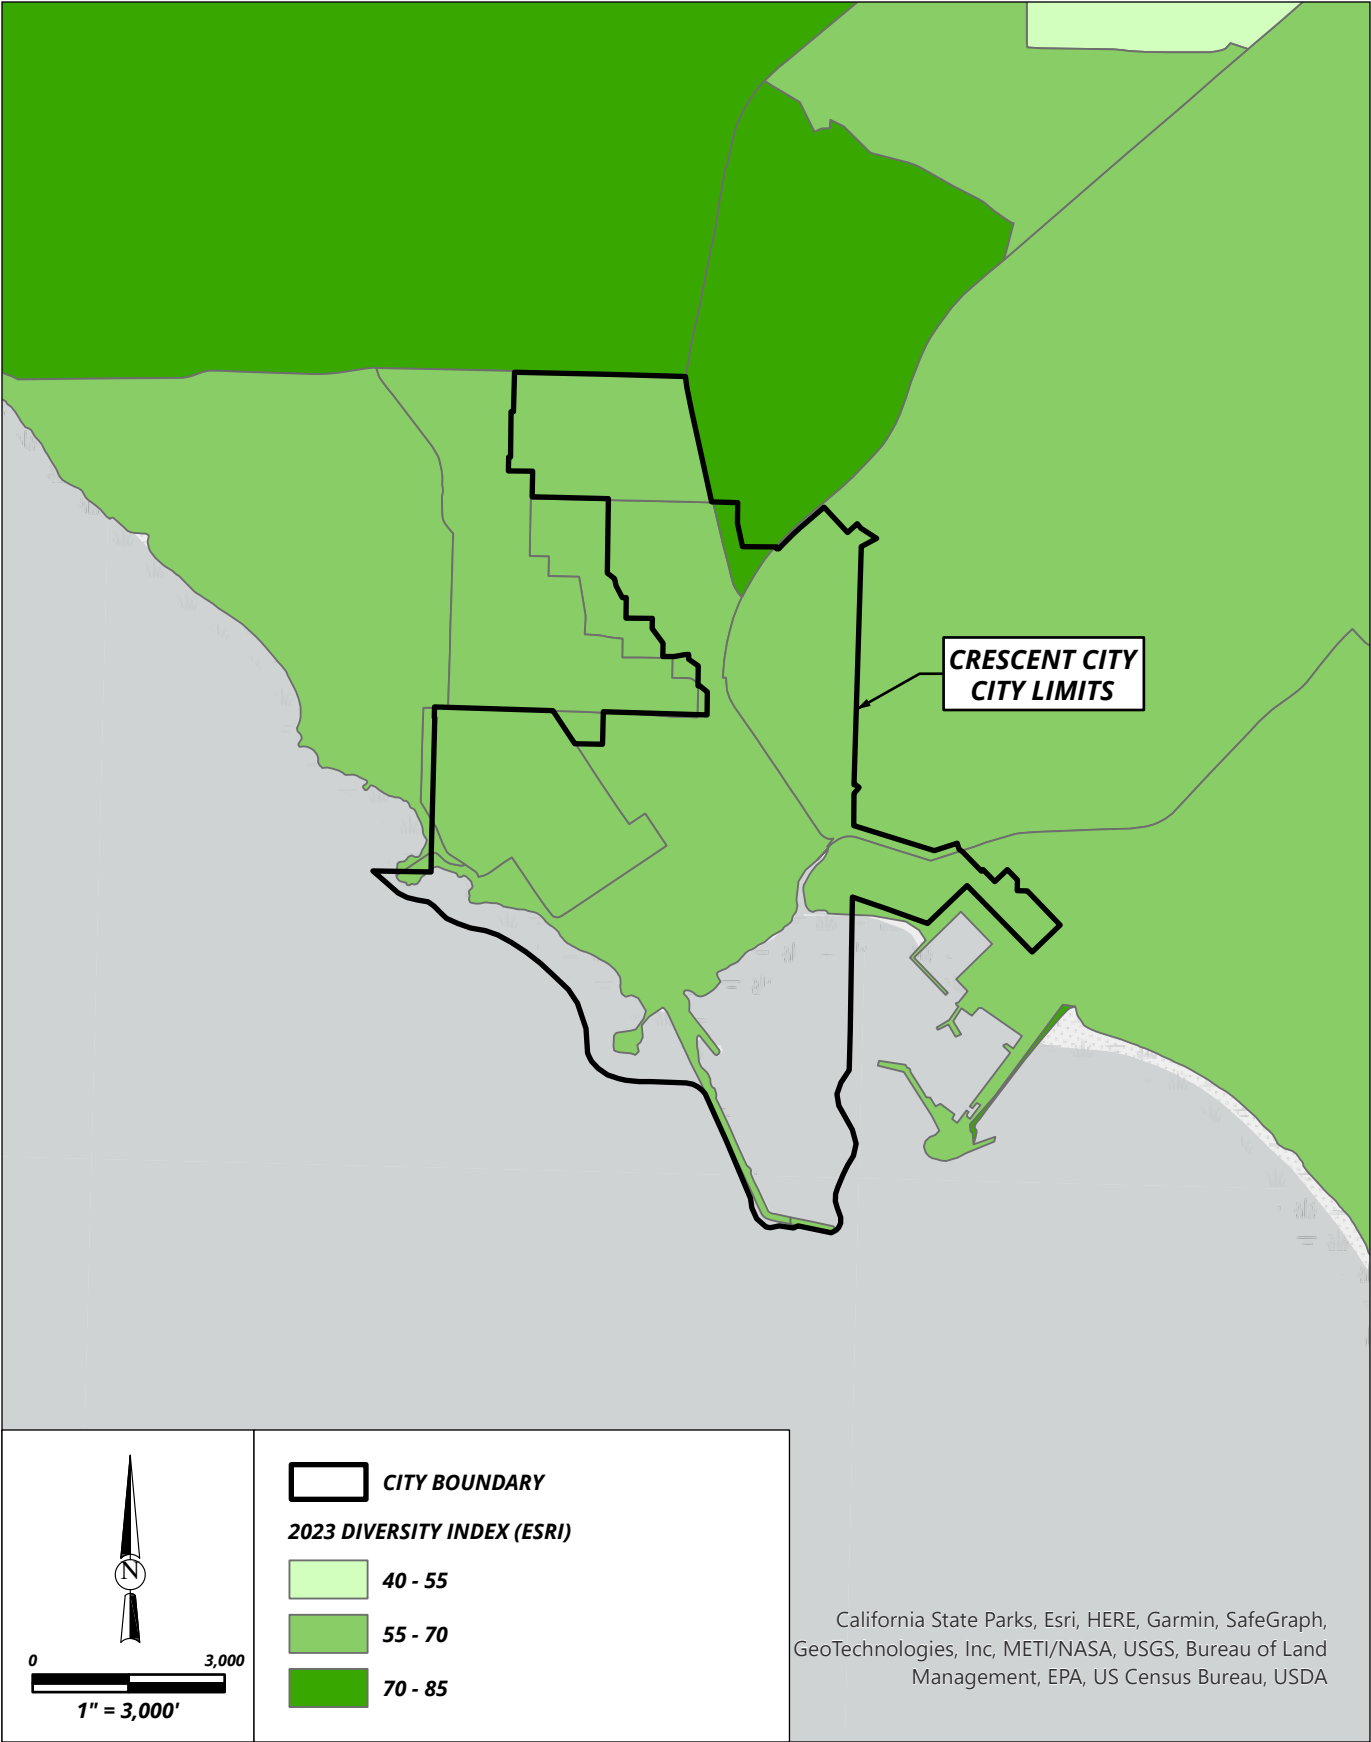 CRESCENT CITY
CITY LIMITS
N
0 3,000
1" = 3,000'
CITY BOUNDARY
2023 DIVERSITY INDEX (ESRI)
40 - 55
55 - 70
70 - 85
California State Parks, Esri, HERE, Garmin, SafeGraph,
GeoTechnologies, Inc, METI/NASA, USGS, Bureau of Land
Management, EPA, US Census Bureau, USDA